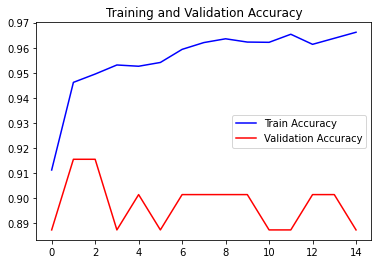 Training and Validation Accuracy
0.97
0.96
0.95
0.94
0.93
0.92
0.91
0.90
0.89
Train Accuracy
Validation Accuracy
0 2 4 6 8 10 12 14